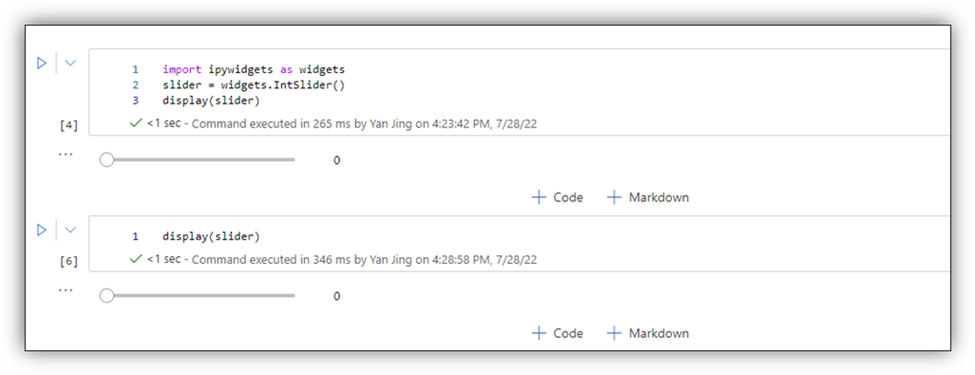 1 import ipywidgets as widgets
2 slider = widgets.IntSlider()
3 display(slider)
[4] <1 sec - Command executed in 265 ms by Yan Jing on 4:23:42 PM, 7/28/22
... 0
+ Code + Markdown
1 display(slider)
[6] <1 sec - Command executed in 346 ms by Yan Jing on 4:28:58 PM, 7/28/22
... 0
+ Code + Markdown